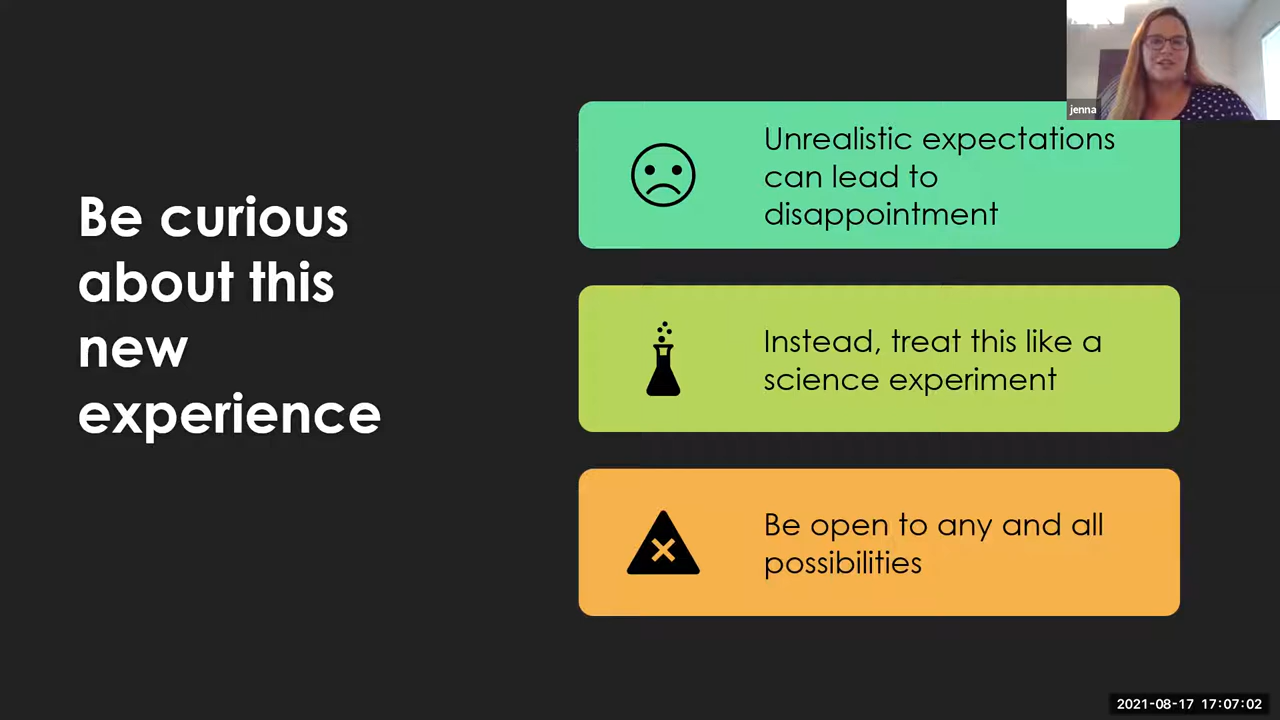 Be curious
about this
new
experience
jenna
Unrealistic expectations
can lead to
disappointment
Instead, treat this like a
science experiment
Be open to any and all
possibilities
2021-08-17 17:07:02